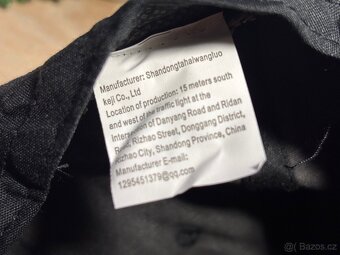 Manufacturer: Shandongtahaiwangluo
keji Co., Ltd
Location of production: 15 meters south
and west of the traffic light at the
Intersection of Danyang Road and Ridan
Road, Rizhao Street, Donggang District,
Rizhao City, Shandong Province, China
Manufacturer E-mail:
1295451379@qq.com
Bazos.cz